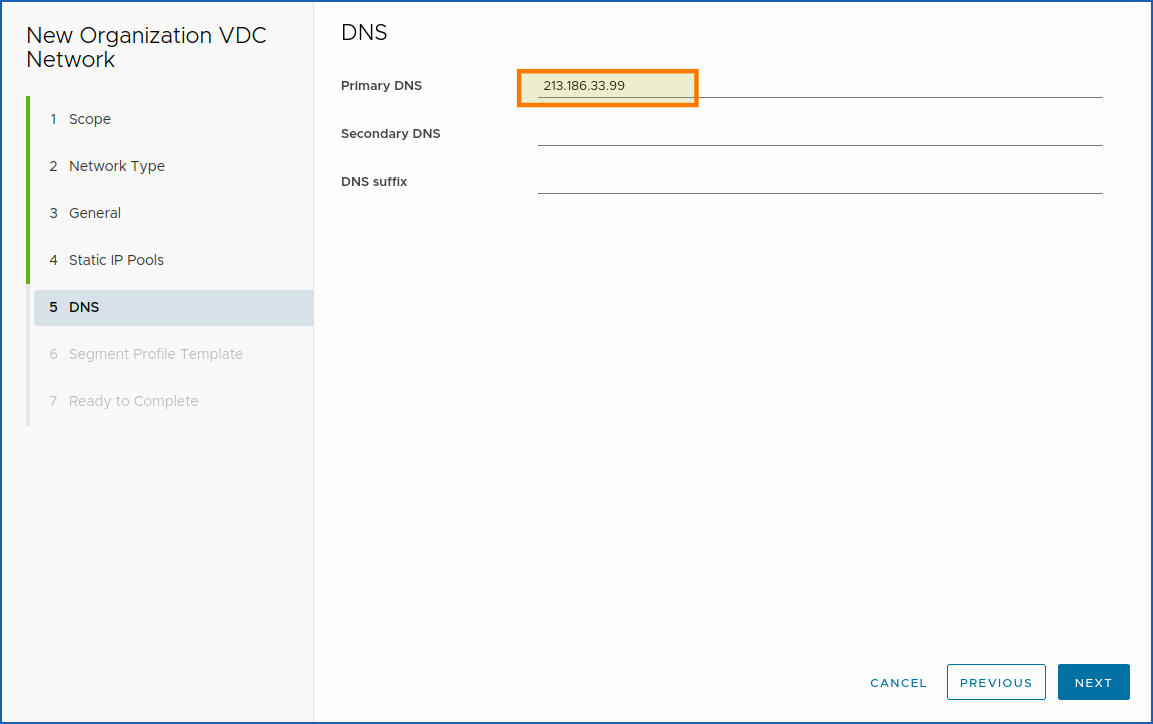 New Organization VDC
Network
1 Scope
2 Network Type
3 General
4 Static IP Pools
5 DNS
6 Segment Profile Template
7 Ready to Complete
DNS
Primary DNS 213.186.33.99
Secondary DNS
DNS suffix
CANCEL PREVIOUS NEXT